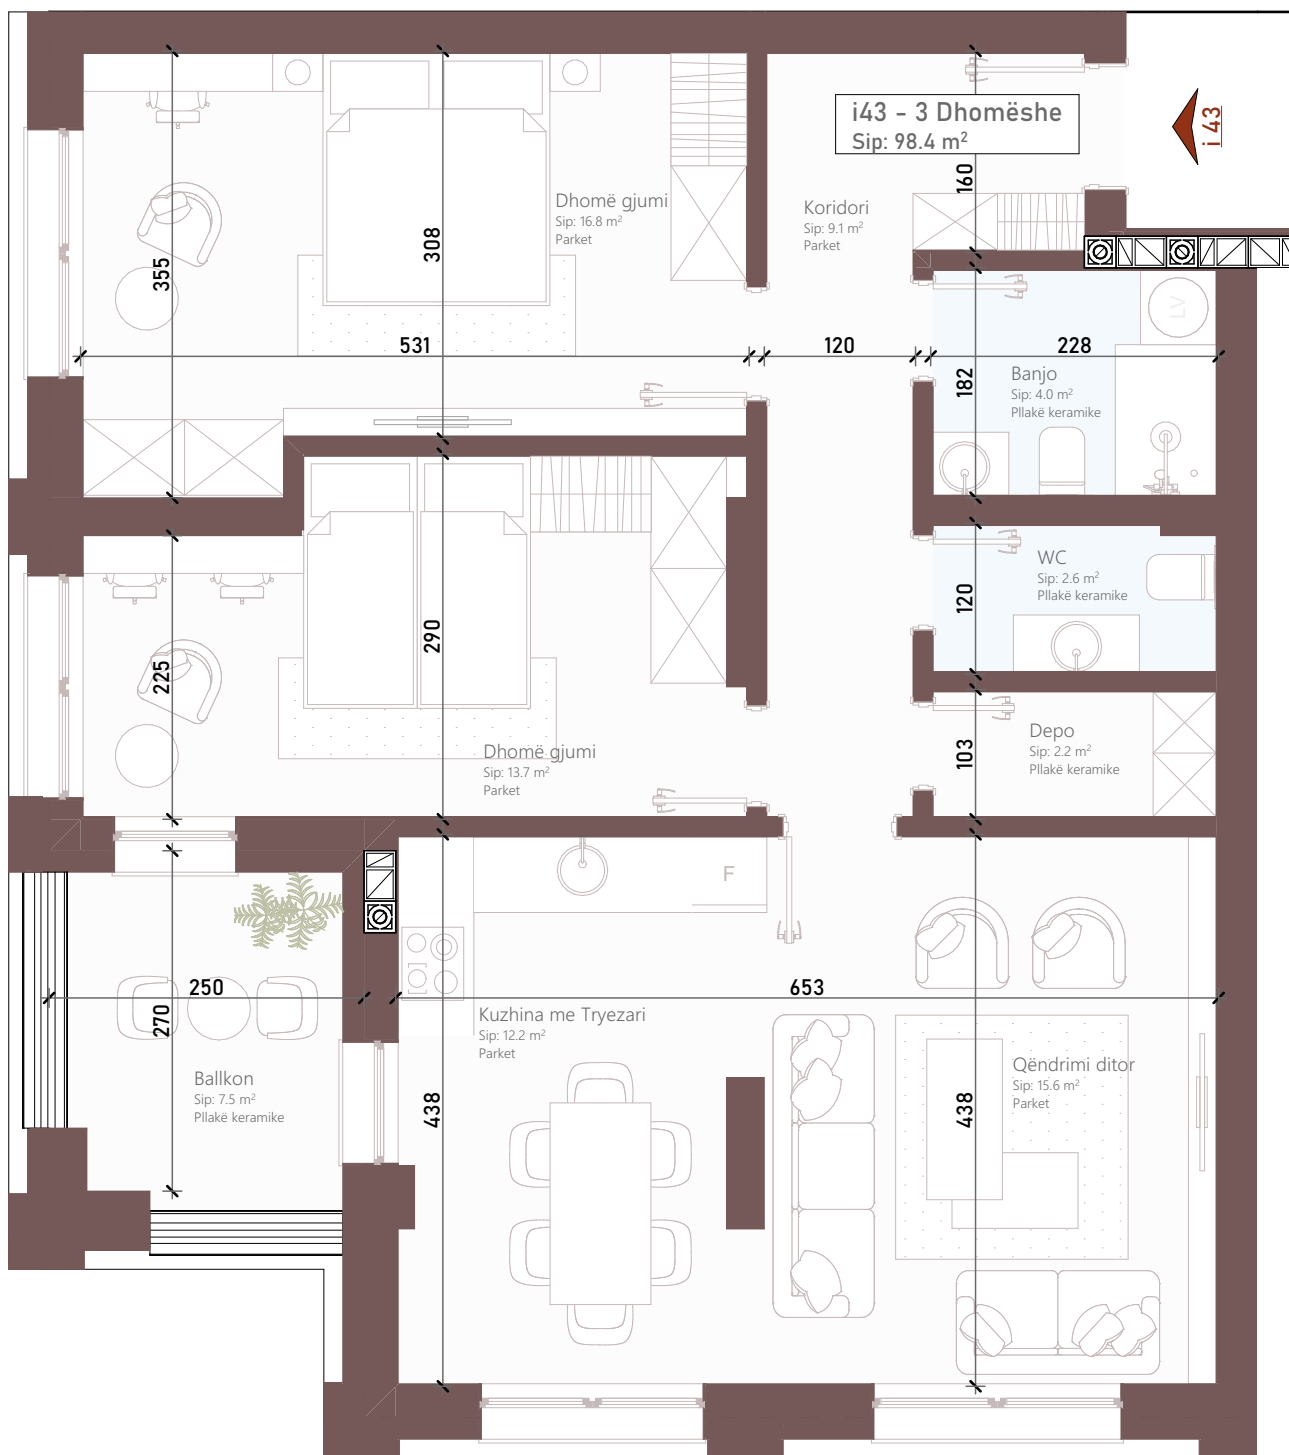 i43 - 3 Dhomëshe
Sip: 98.4 m²
i 43
160
Dhomë gjumi
Sip: 16.8 m²
Parket
Koridori
Sip: 9.1 m²
Parket
308
355
LV
531
120
228
Banjo
Sip: 4.0 m²
Pllakë keramike
182
WC
Sip: 2.6 m²
Pllakë keramike
120
290
225
Dhomë gjumi
Sip: 13.7 m²
Parket
Depo
Sip: 2.2 m²
Pllakë keramike
103
F
250
653
270
Kuzhina me Tryezari
Sip: 12.2 m²
Parket
Ballkon
Sip: 7.5 m²
Pllakë keramike
Qëndrimi ditor
Sip: 15.6 m²
Parket
438
438